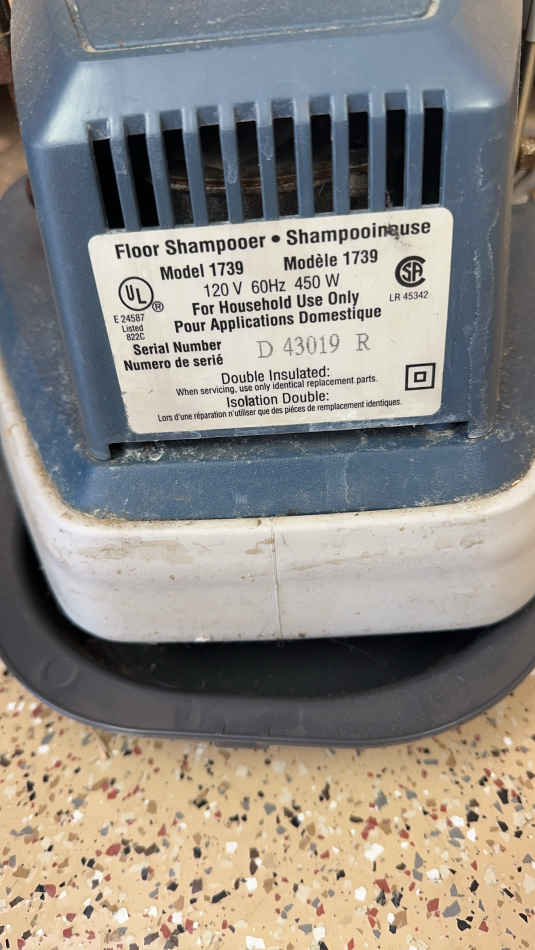 Floor Shampooer • Shampooineuse
Model 1739 Modèle 1739
120 V 60Hz 450 W
For Household Use Only
Pour Applications Domestique
UL ®
E 24587
Listed
822C
SA
LR 45342
Serial Number
Numero de serié
D 43019 R
Double Insulated:
When servicing, use only identical replacement parts.
Isolation Double:
Lors d'une réparation n'utiliser que des pièces de remplacement identiques.